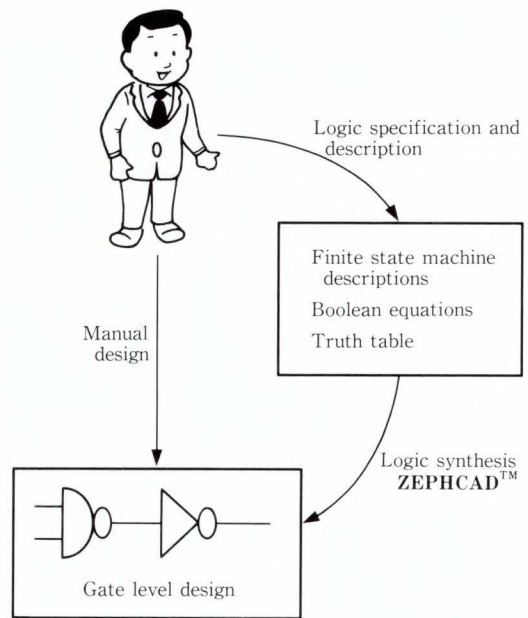 Logic specification and
description
Finite state machine
descriptions
Boolean equations
Truth table
Manual
design
Logic synthesis
ZEPHCAD™
Gate level design